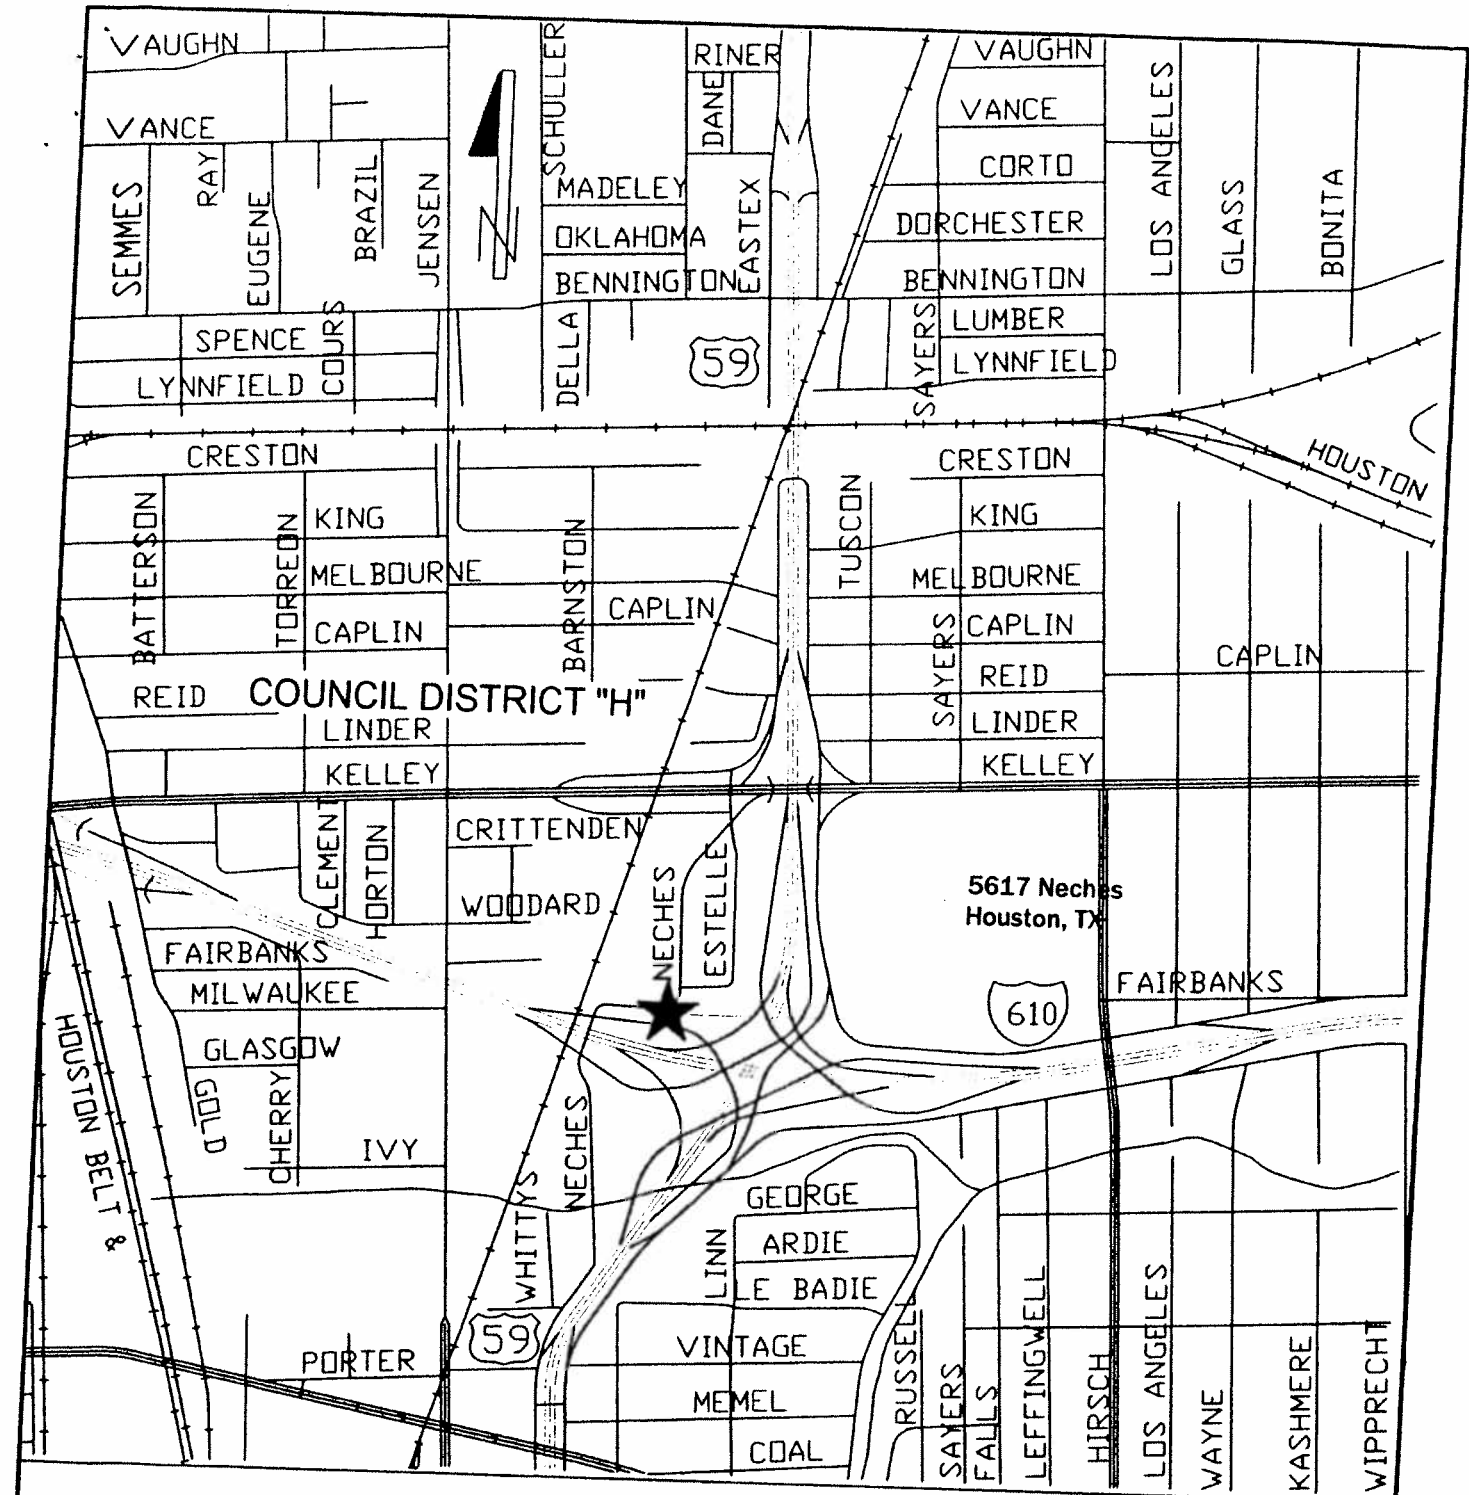 VAUGHN
SCHULLER
RINER
VAUGHN
DANE
LOS ANGELES
VANCE
VANCE
RAY
BRAZIL
CORTO
SEMMES
EUGENE
JENSEN
MADELEY
EASTEX
GLASS
BONITA
OKLAHOMA
DORCHESTER
BENNINGTON
BENNINGTON
N
SPENCE
COURS
DELLA
59
SAYERS
LUMBER
LYNNFIELD
LYNNFIELD
CRESTON
CRESTON
HOUSTON
BATTERSON
TORREON
KING
BARNSTON
TUSCON
KING
MELBOURNE
MELBOURNE
CAPLIN
CAPLIN
SAYERS
CAPLIN
CAPLIN
REID
COUNCIL DISTRICT "H"
REID
LINDER
LINDER
KELLEY
KELLEY
CLEMENT
HORTON
CRITTENDEN
NECHES
ESTELLE
5617 Neches
Houston, TX
WOODARD
FAIRBANKS
FAIRBANKS
MILWAUKEE
610
HOUSTON BELT &
GLASGOW
GOLD
CHERRY
NECHES
IVY
WHITTYS
GEORGE
LINN
ARDIE
LE BADIE
59
PORTER
VINTAGE
RUSSELL
MEMEL
COAL
SAYERS
FALLS
LEFFINGWELL
HIRSCH
LOS ANGELES
WAYNE
KASHMERE
WIPPRECHT